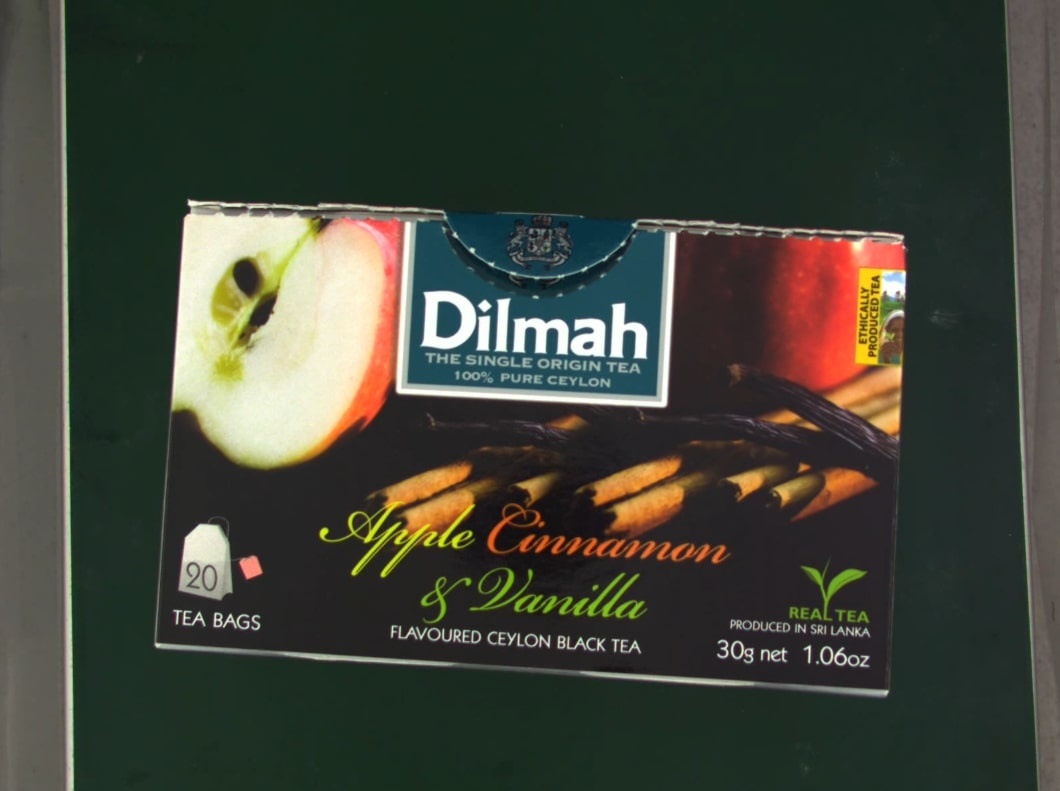 Dilmah
THE SINGLE ORIGIN TEA
100% PURE CEYLON
ETHICALLY
PRODUCED TEA
Apple Cinnamon
& Vanilla
FLAVOURED CEYLON BLACK TEA
20
TEA BAGS
REAL TEA
PRODUCED IN SRI LANKA
30g net 1.06oz